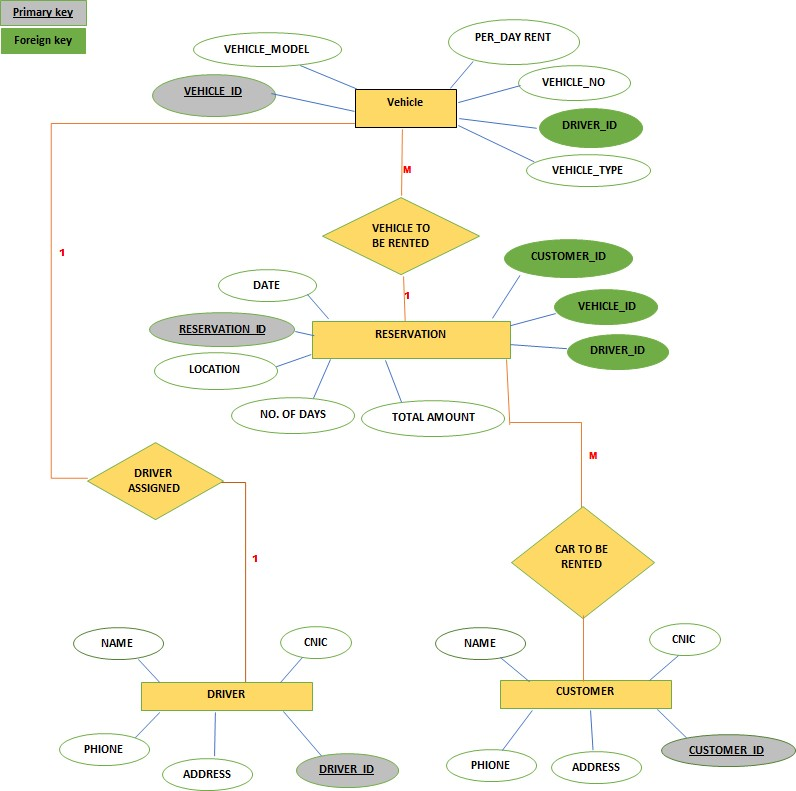 Primary key
Foreign key
VEHICLE_MODEL
PER_DAY RENT
VEHICLE_ID
Vehicle
VEHICLE_NO
DRIVER_ID
VEHICLE_TYPE
M
VEHICLE TO
BE RENTED
1
CUSTOMER_ID
DATE
1
VEHICLE_ID
RESERVATION_ID
RESERVATION
DRIVER_ID
LOCATION
NO. OF DAYS
TOTAL AMOUNT
M
DRIVER
ASSIGNED
1
CAR TO BE
RENTED
NAME
CNIC
NAME
CNIC
DRIVER
CUSTOMER
PHIONE
ADDRESS
DRIVER_ID
PHIONE
ADDRESS
CUSTOMER_ID